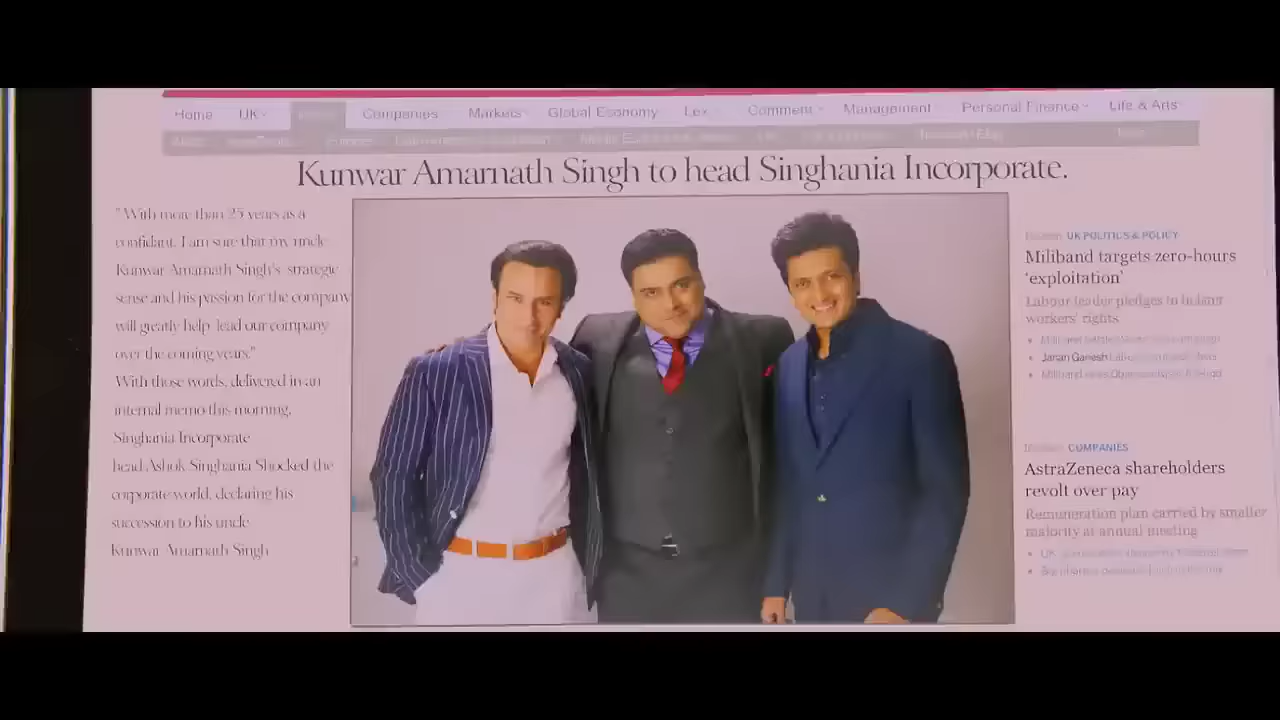 Home UK Companies Markets Global Economy Lex Comment Management Personal Finance Life & Arts
Kunwar Amarnath Singh to head Singhania Incorporate.
"With more than 25 years as a
confidant, I am sure that my uncle
Kunwar Amarnath Singh's strategic
sense and his passion for the company
will greatly help lead our company
over the coming years."
With those words, delivered in an
internal memo this morning,
Singhania Incorporate
head Ashok Singhania Shocked the
corporate world, declaring his
succession to his uncle
Kunwar Amarnath Singh
UK POLITICS & POLICY
Miliband targets zero-hours
‘exploitation’
Labour leader pledges to bolster
workers’ rights
Janan Ganesh
COMPANIES
AstraZeneca shareholders
revolt over pay
Remuneration plan carried by smaller
majority at annual meeting